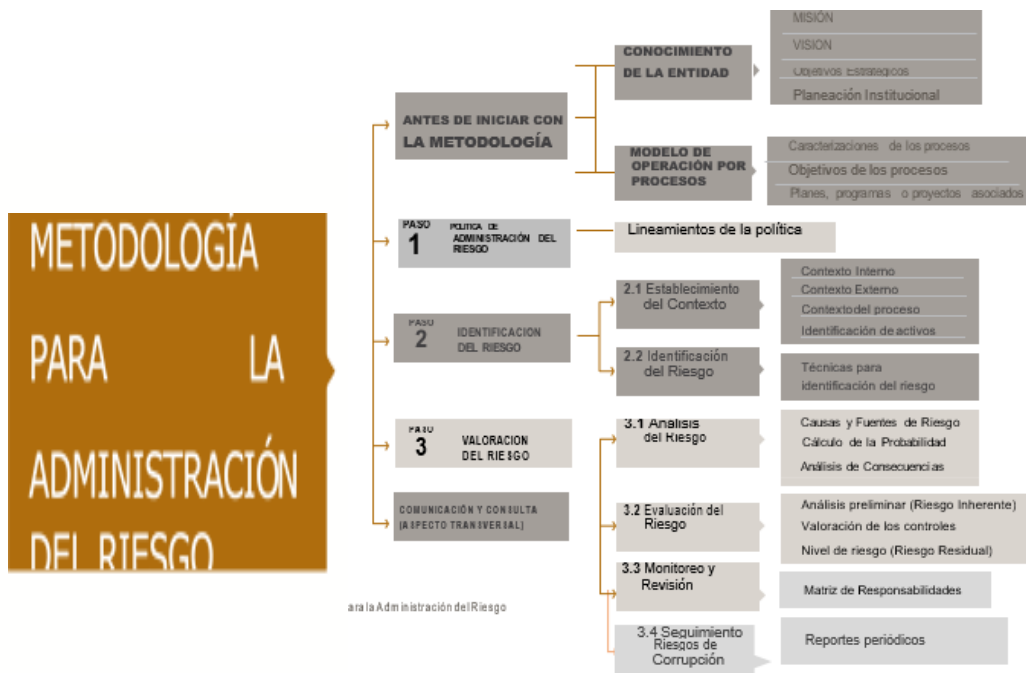 METODOLOGÍA
PARA LA
ADMINISTRACIÓN
DEL RIESGO
ANTES DE INICIAR CON
LA METODOLOGÍA
CONOCIMIENTO
DE LA ENTIDAD
MISIÓN
VISION
Objetivos Estratégicos
Planeación Institucional
MODELO DE
OPERACIÓN POR
PROCESOS
Caracterizaciones de los procesos
Objetivos de los procesos
Planes, programas o proyectos asociados
PASO
1
POLITICA DE
ADMINISTRACIÓN DEL
RIESGO
Lineamientos de la política
PASO
2
IDENTIFICACION
DEL RIESGO
2.1 Establecimiento
del Contexto
Contexto Interno
Contexto Externo
Contexto del proceso
Identificación de activos
2.2 Identificación
del Riesgo
Técnicas para
identificación del riesgo
PASO
3
VALORACION
DEL RIESGO
3.1 Análisis
del Riesgo
Causas y Fuentes de Riesgo
Cálculo de la Probabilidad
Análisis de Consecuencias
3.2 Evaluación del
Riesgo
Análisis preliminar (Riesgo Inherente)
Valoración de los controles
Nivel de riesgo (Riesgo Residual)
3.3 Monitoreo y
Revisión
Matriz de Responsabilidades
3.4 Seguimiento
Riesgos de
Corrupción
Reportes periódicos
COMUNICACIÓN Y CONSULTA
(ASPECTO TRANSVERSAL)
ara la Administración del Riesgo